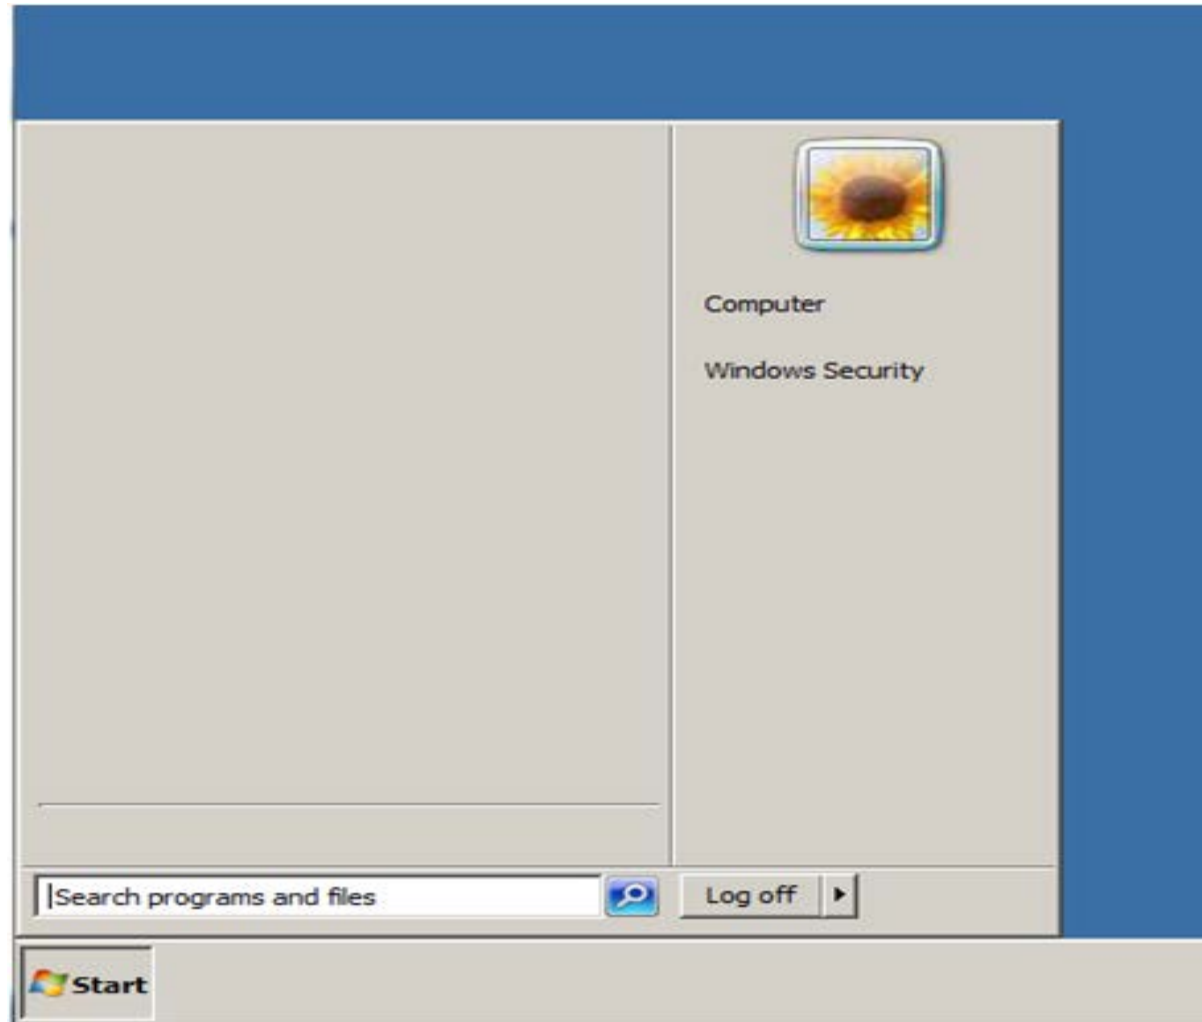 Computer
Windows Security
Search programs and files
Log off
Start